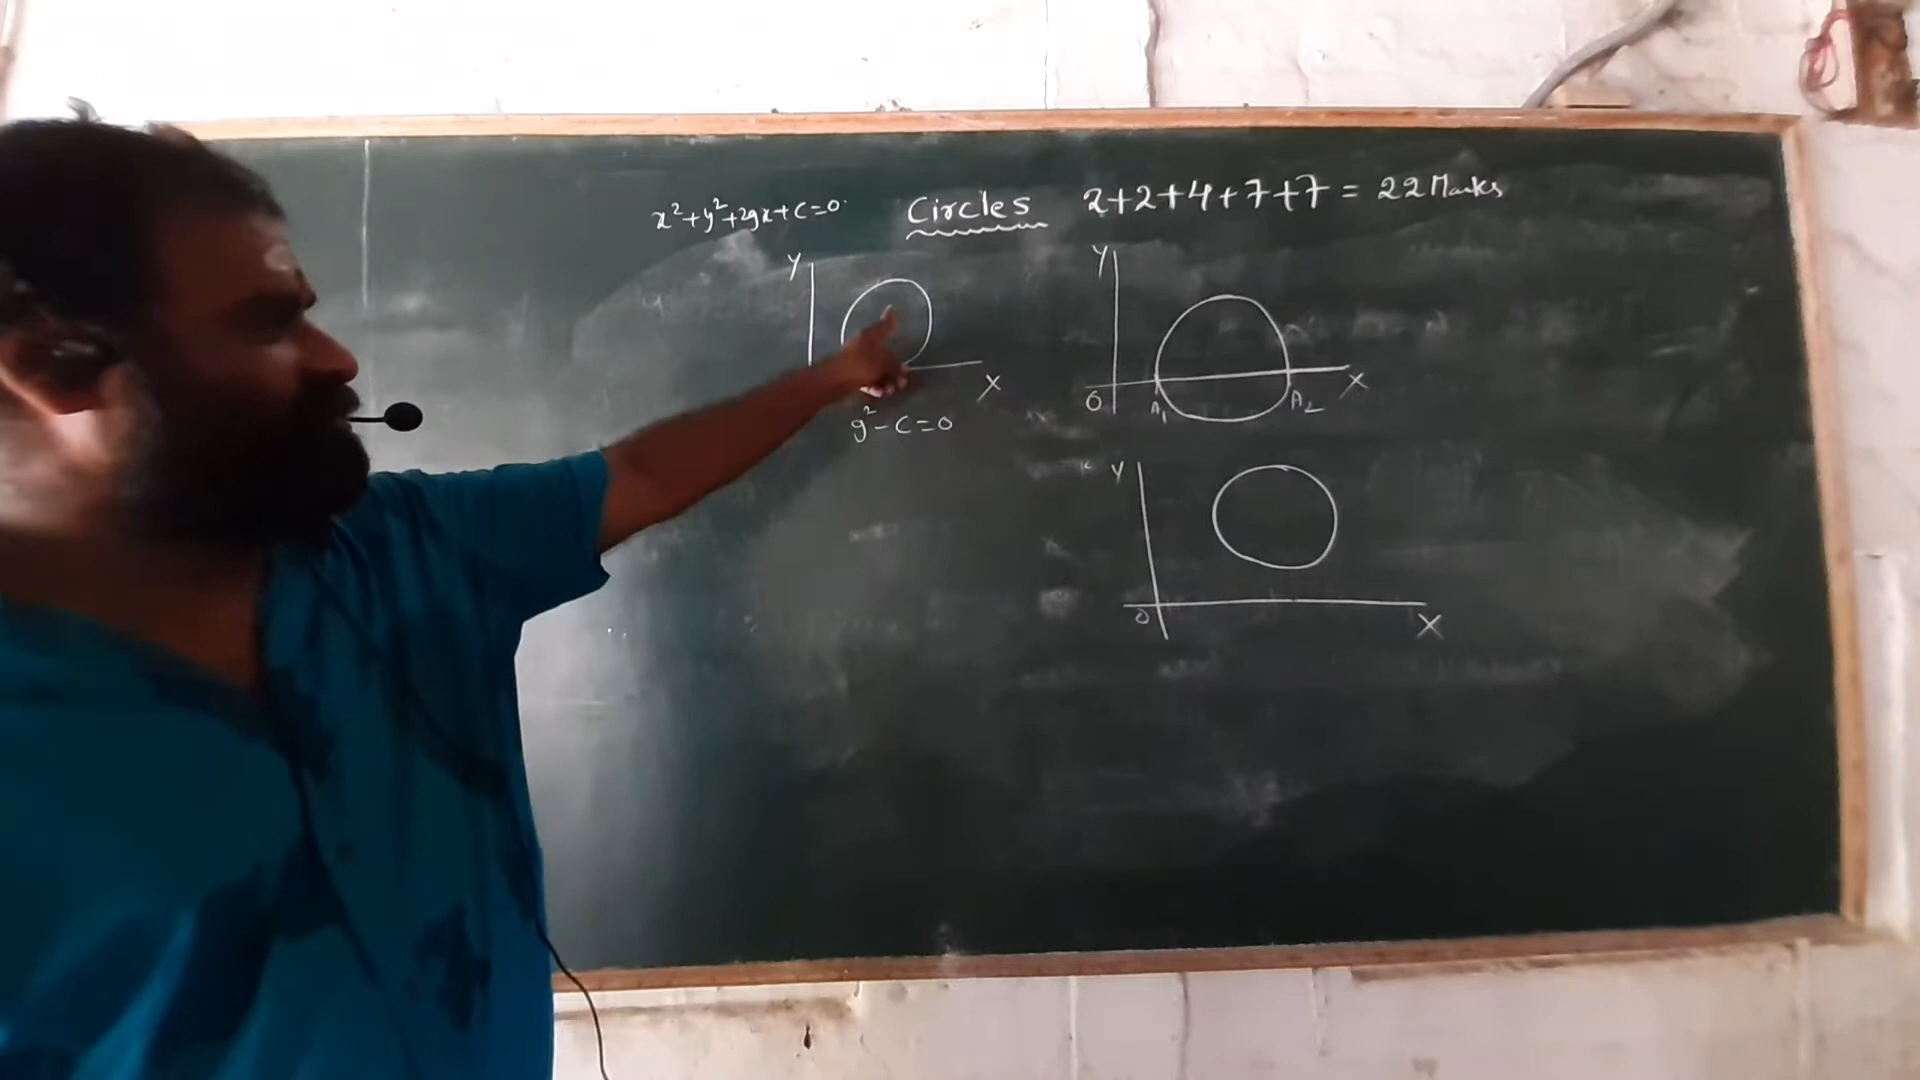 x²+y²+2gx+c=0 Circles 2+2+4+7+7 = 22 Marks
Y
X
g²-c=0
Y
O A₁ A₂ X
Y
O X